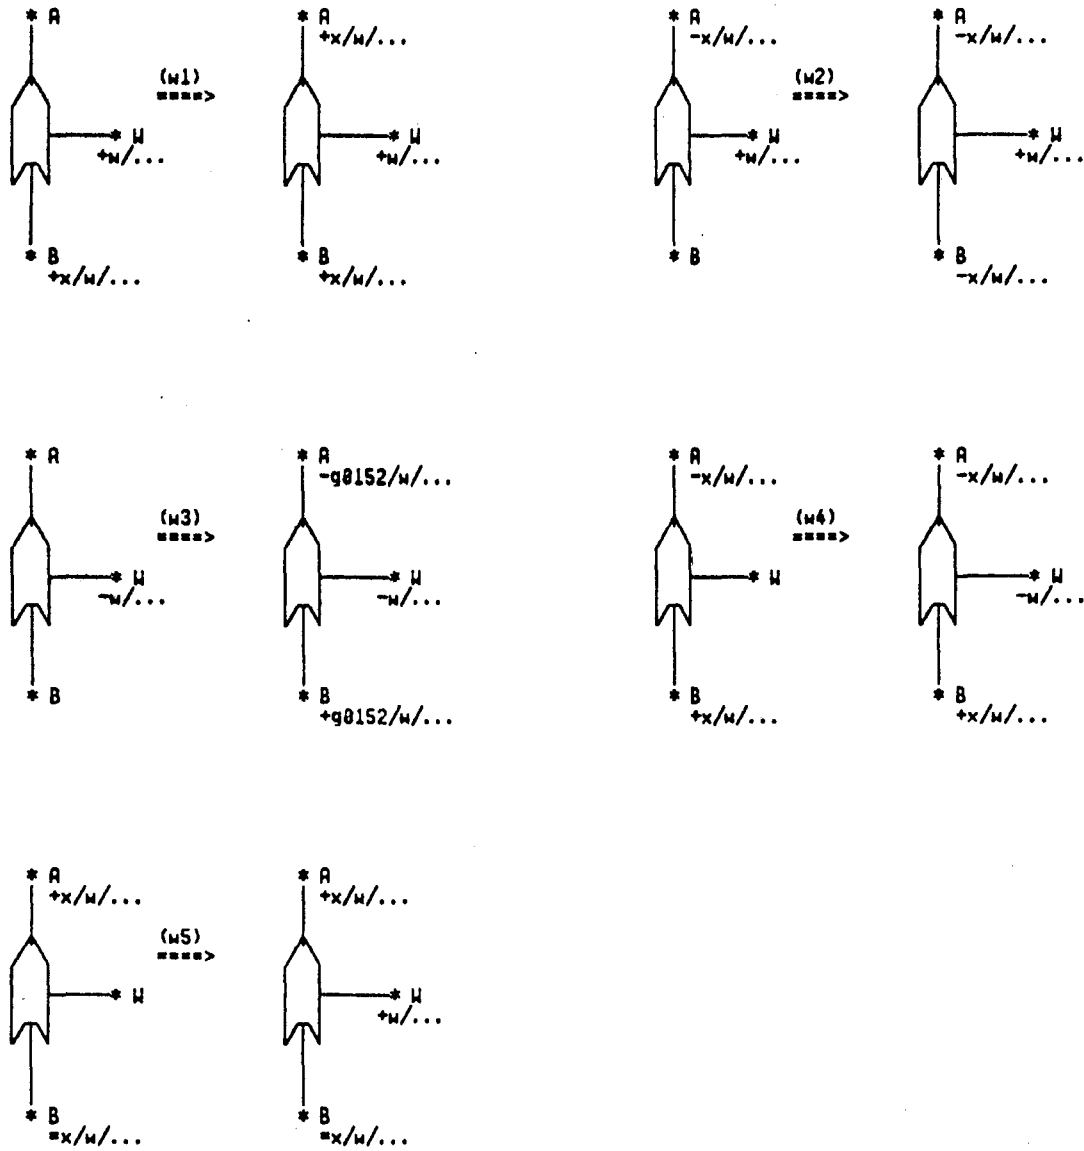 * A
(w1)
====>
* W
+w/...
* B
+x/w/...
* A
+x/w/...
* W
+w/...
* B
+x/w/...
* A
-x/w/...
(w2)
====>
* W
+w/...
* B
* A
-x/w/...
* W
+w/...
* B
-x/w/...
* A
(w3)
====>
* W
-w/...
* B
* A
-g0152/w/...
* W
-w/...
* B
+g0152/w/...
* A
-x/w/...
(w4)
====>
* W
* B
+x/w/...
* A
-x/w/...
* W
-w/...
* B
+x/w/...
* A
+x/w/...
(w5)
====>
* W
* B
=x/w/...
* A
+x/w/...
* W
+w/...
* B
=x/w/...